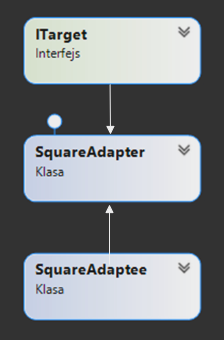 ITarget
Interfejs
SquareAdapter
Klasa
SquareAdaptee
Klasa